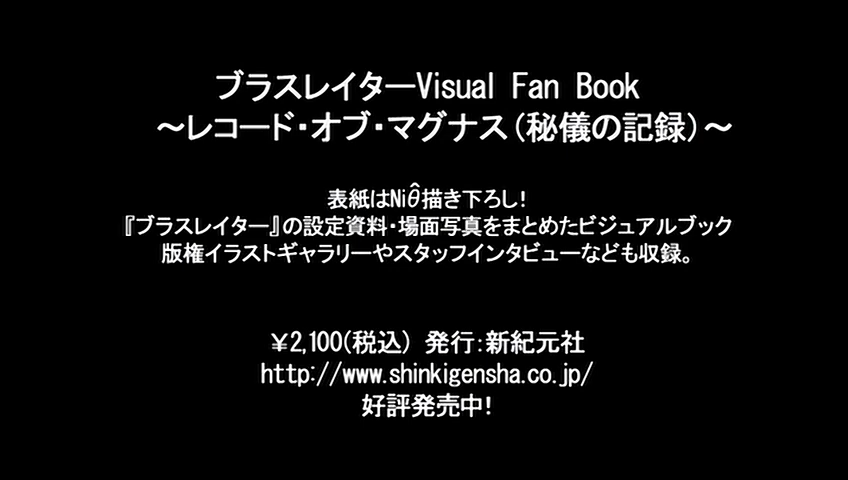 ブラスレイターVisual Fan Book
～レコード・オブ・マグナス（秘儀の記録）～
表紙はNiθ̂描き下ろし！
『ブラスレイター』の設定資料・場面写真をまとめたビジュアルブック
版権イラストギャラリーやスタッフインタビューなども収録。
￥2,100(税込) 発行：新紀元社
http://www.shinkigensha.co.jp/
好評発売中！